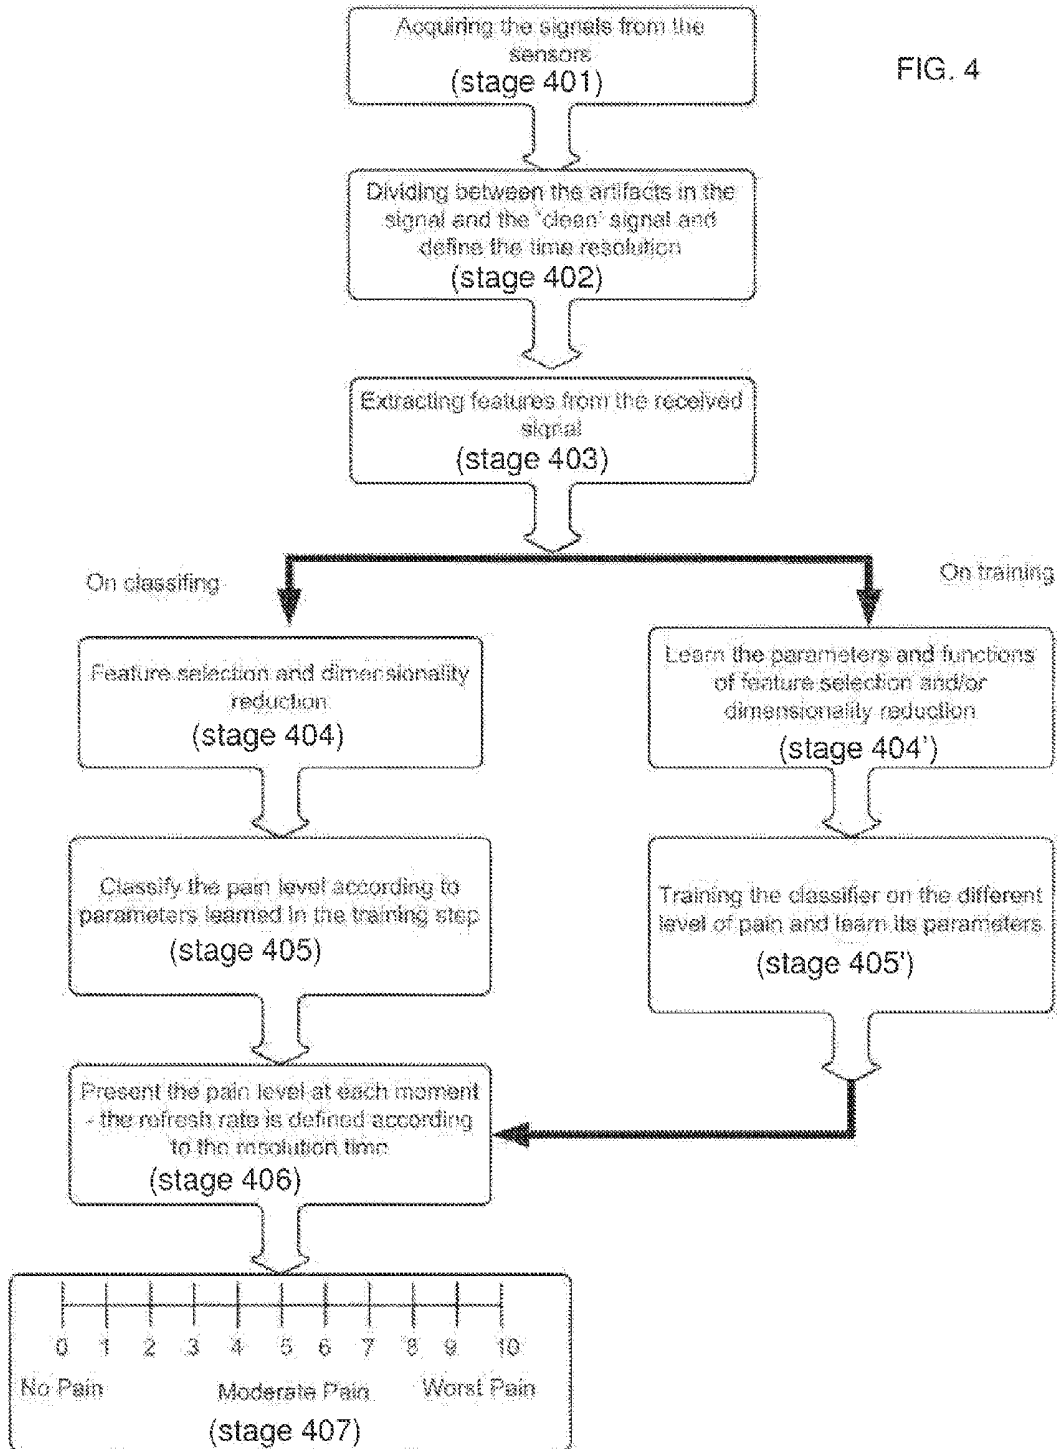 Acquiring the signals from the
sensors
(stage 401)
FIG. 4
Dividing between the artifacts in the
signal and the 'clean' signal and
define the time resolution
(stage 402)
Extracting features from the received
signal
(stage 403)
On classifing
On training
Feature selection and dimensionality
reduction
(stage 404)
Learn the parameters and functions
of feature selection and/or
dimensionality reduction
(stage 404')
Classify the pain level according to
parameters learned in the training step
(stage 405)
Training the classifier on the different
level of pain and learn its parameters
(stage 405')
Present the pain level at each moment
- the refresh rate is defined according
to the resolution time
(stage 406)
0 1 2 3 4 5 6 7 8 9 10
No Pain Moderate Pain Worst Pain
(stage 407)